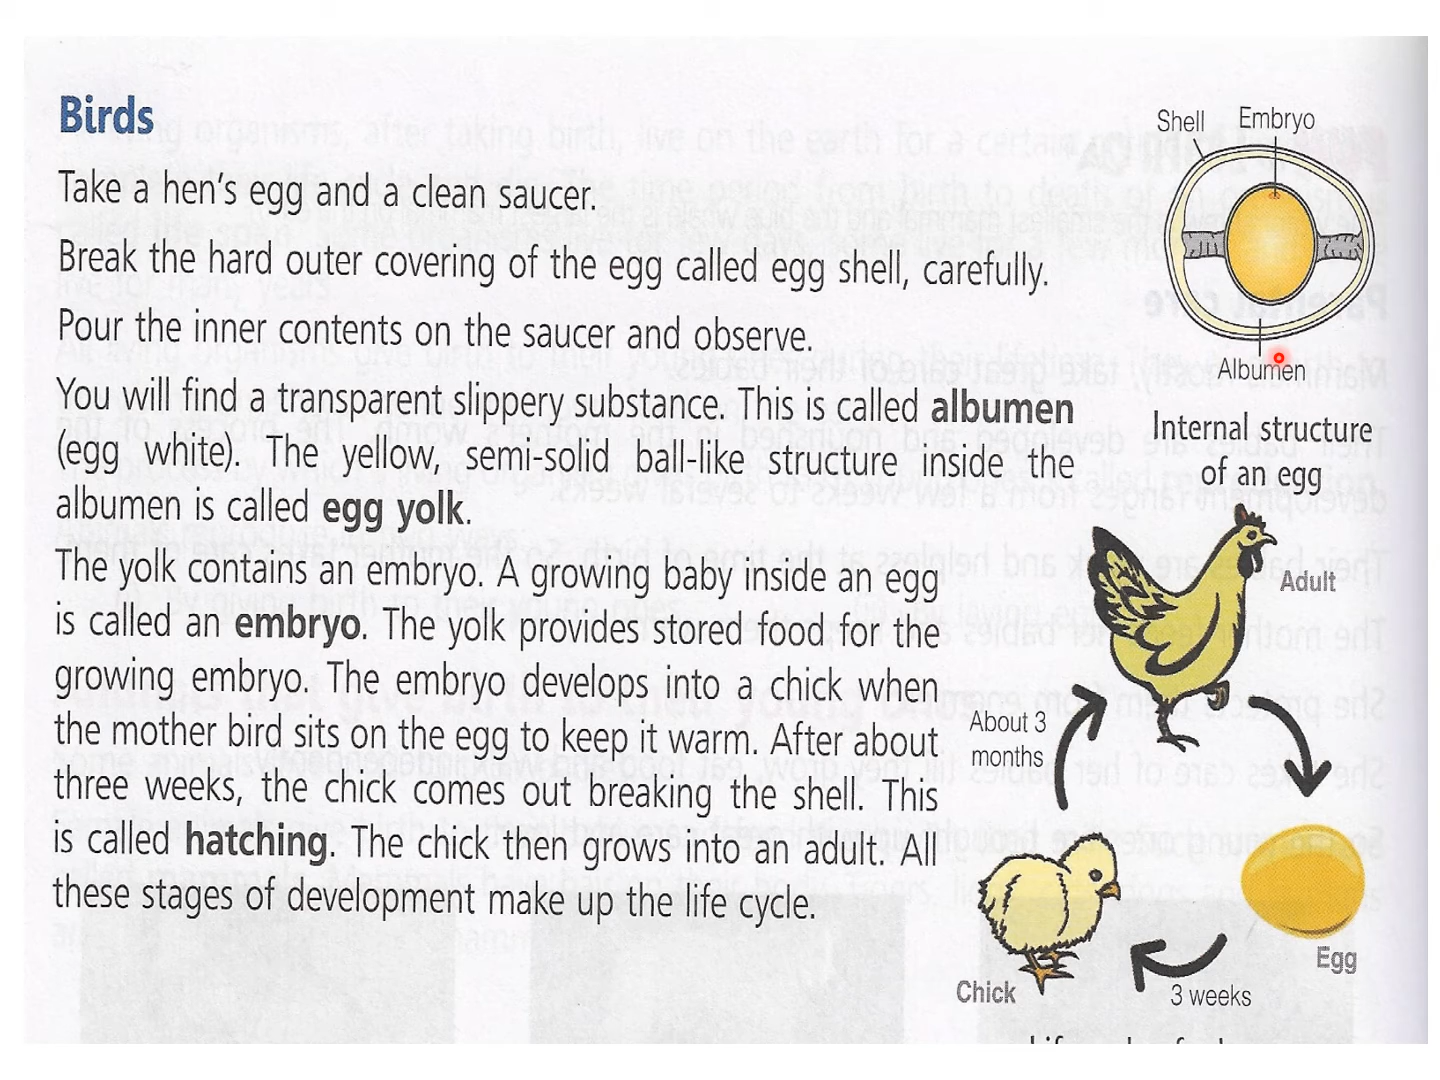 Birds
Take a hen's egg and a clean saucer.
Break the hard outer covering of the egg called egg shell, carefully.
Pour the inner contents on the saucer and observe.
You will find a transparent slippery substance. This is called albumen
(egg white). The yellow, semi-solid ball-like structure inside the
albumen is called egg yolk.
The yolk contains an embryo. A growing baby inside an egg
is called an embryo. The yolk provides stored food for the
growing embryo. The embryo develops into a chick when
the mother bird sits on the egg to keep it warm. After about
three weeks, the chick comes out breaking the shell. This
is called hatching. The chick then grows into an adult. All
these stages of development make up the life cycle.
Shell
Embryo
Albumen
Internal structure
of an egg
Adult
About 3
months
Egg
3 weeks
Chick